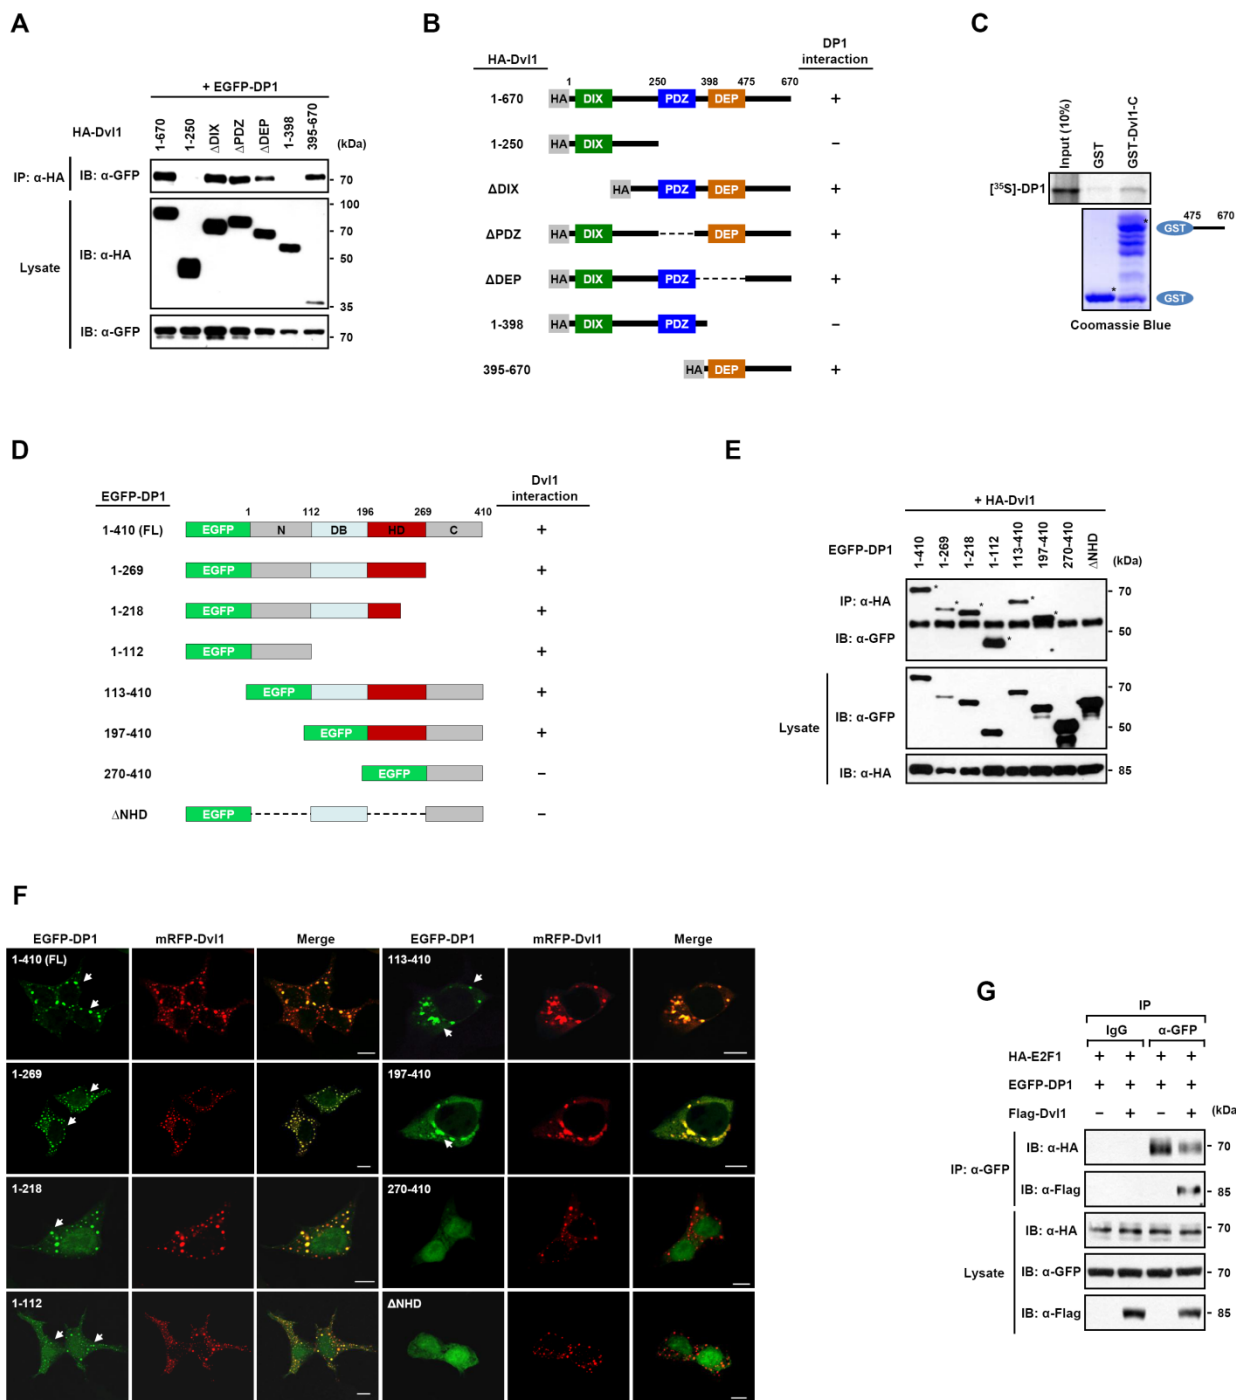 A
+ EGFP-DP1
HA-Dvl1
1-670
1-250
ΔDIX
ΔPDZ
ΔDEP
1-398
395-670
(kDa)
IP: α-HA
IB: α-GFP
70
Lysate
IB: α-HA
100
70
50
35
IB: α-GFP
70
B
HA-Dvl1
DP1
interaction
1 250 398 475 670
1-670 HA DIX PDZ DEP +
1-250 HA DIX −
ΔDIX HA PDZ DEP +
ΔPDZ HA DIX DEP +
ΔDEP HA DIX PDZ +
1-398 HA DIX PDZ −
395-670 HA DEP +
C
Input (10%)
GST
GST-Dvl1-C
[³⁵S]-DP1
475 670
* GST
* GST
Coomassie Blue
D
EGFP-DP1
Dvl1
interaction
1 112 196 269 410
1-410 (FL) EGFP N DB HD C +
1-269 EGFP +
1-218 EGFP +
1-112 EGFP +
113-410 EGFP +
197-410 EGFP +
270-410 EGFP −
ΔNHD EGFP −
E
+ HA-Dvl1
EGFP-DP1
1-410
1-269
1-218
1-112
113-410
197-410
270-410
ΔNHD
(kDa)
IP: α-HA
IB: α-GFP
70
50
Lysate
IB: α-GFP
70
50
IB: α-HA
85
F
EGFP-DP1 mRFP-Dvl1 Merge EGFP-DP1 mRFP-Dvl1 Merge
1-410 (FL) 113-410
1-269 197-410
1-218 270-410
1-112 ΔNHD
G
IP
IgG α-GFP
HA-E2F1 + + + +
EGFP-DP1 + + + +
Flag-Dvl1 − + − + (kDa
IP: α-GFP
IB: α-HA 70
IB: α-Flag 85
Lysate
IB: α-HA 70
IB: α-GFP 70
IB: α-Flag 85